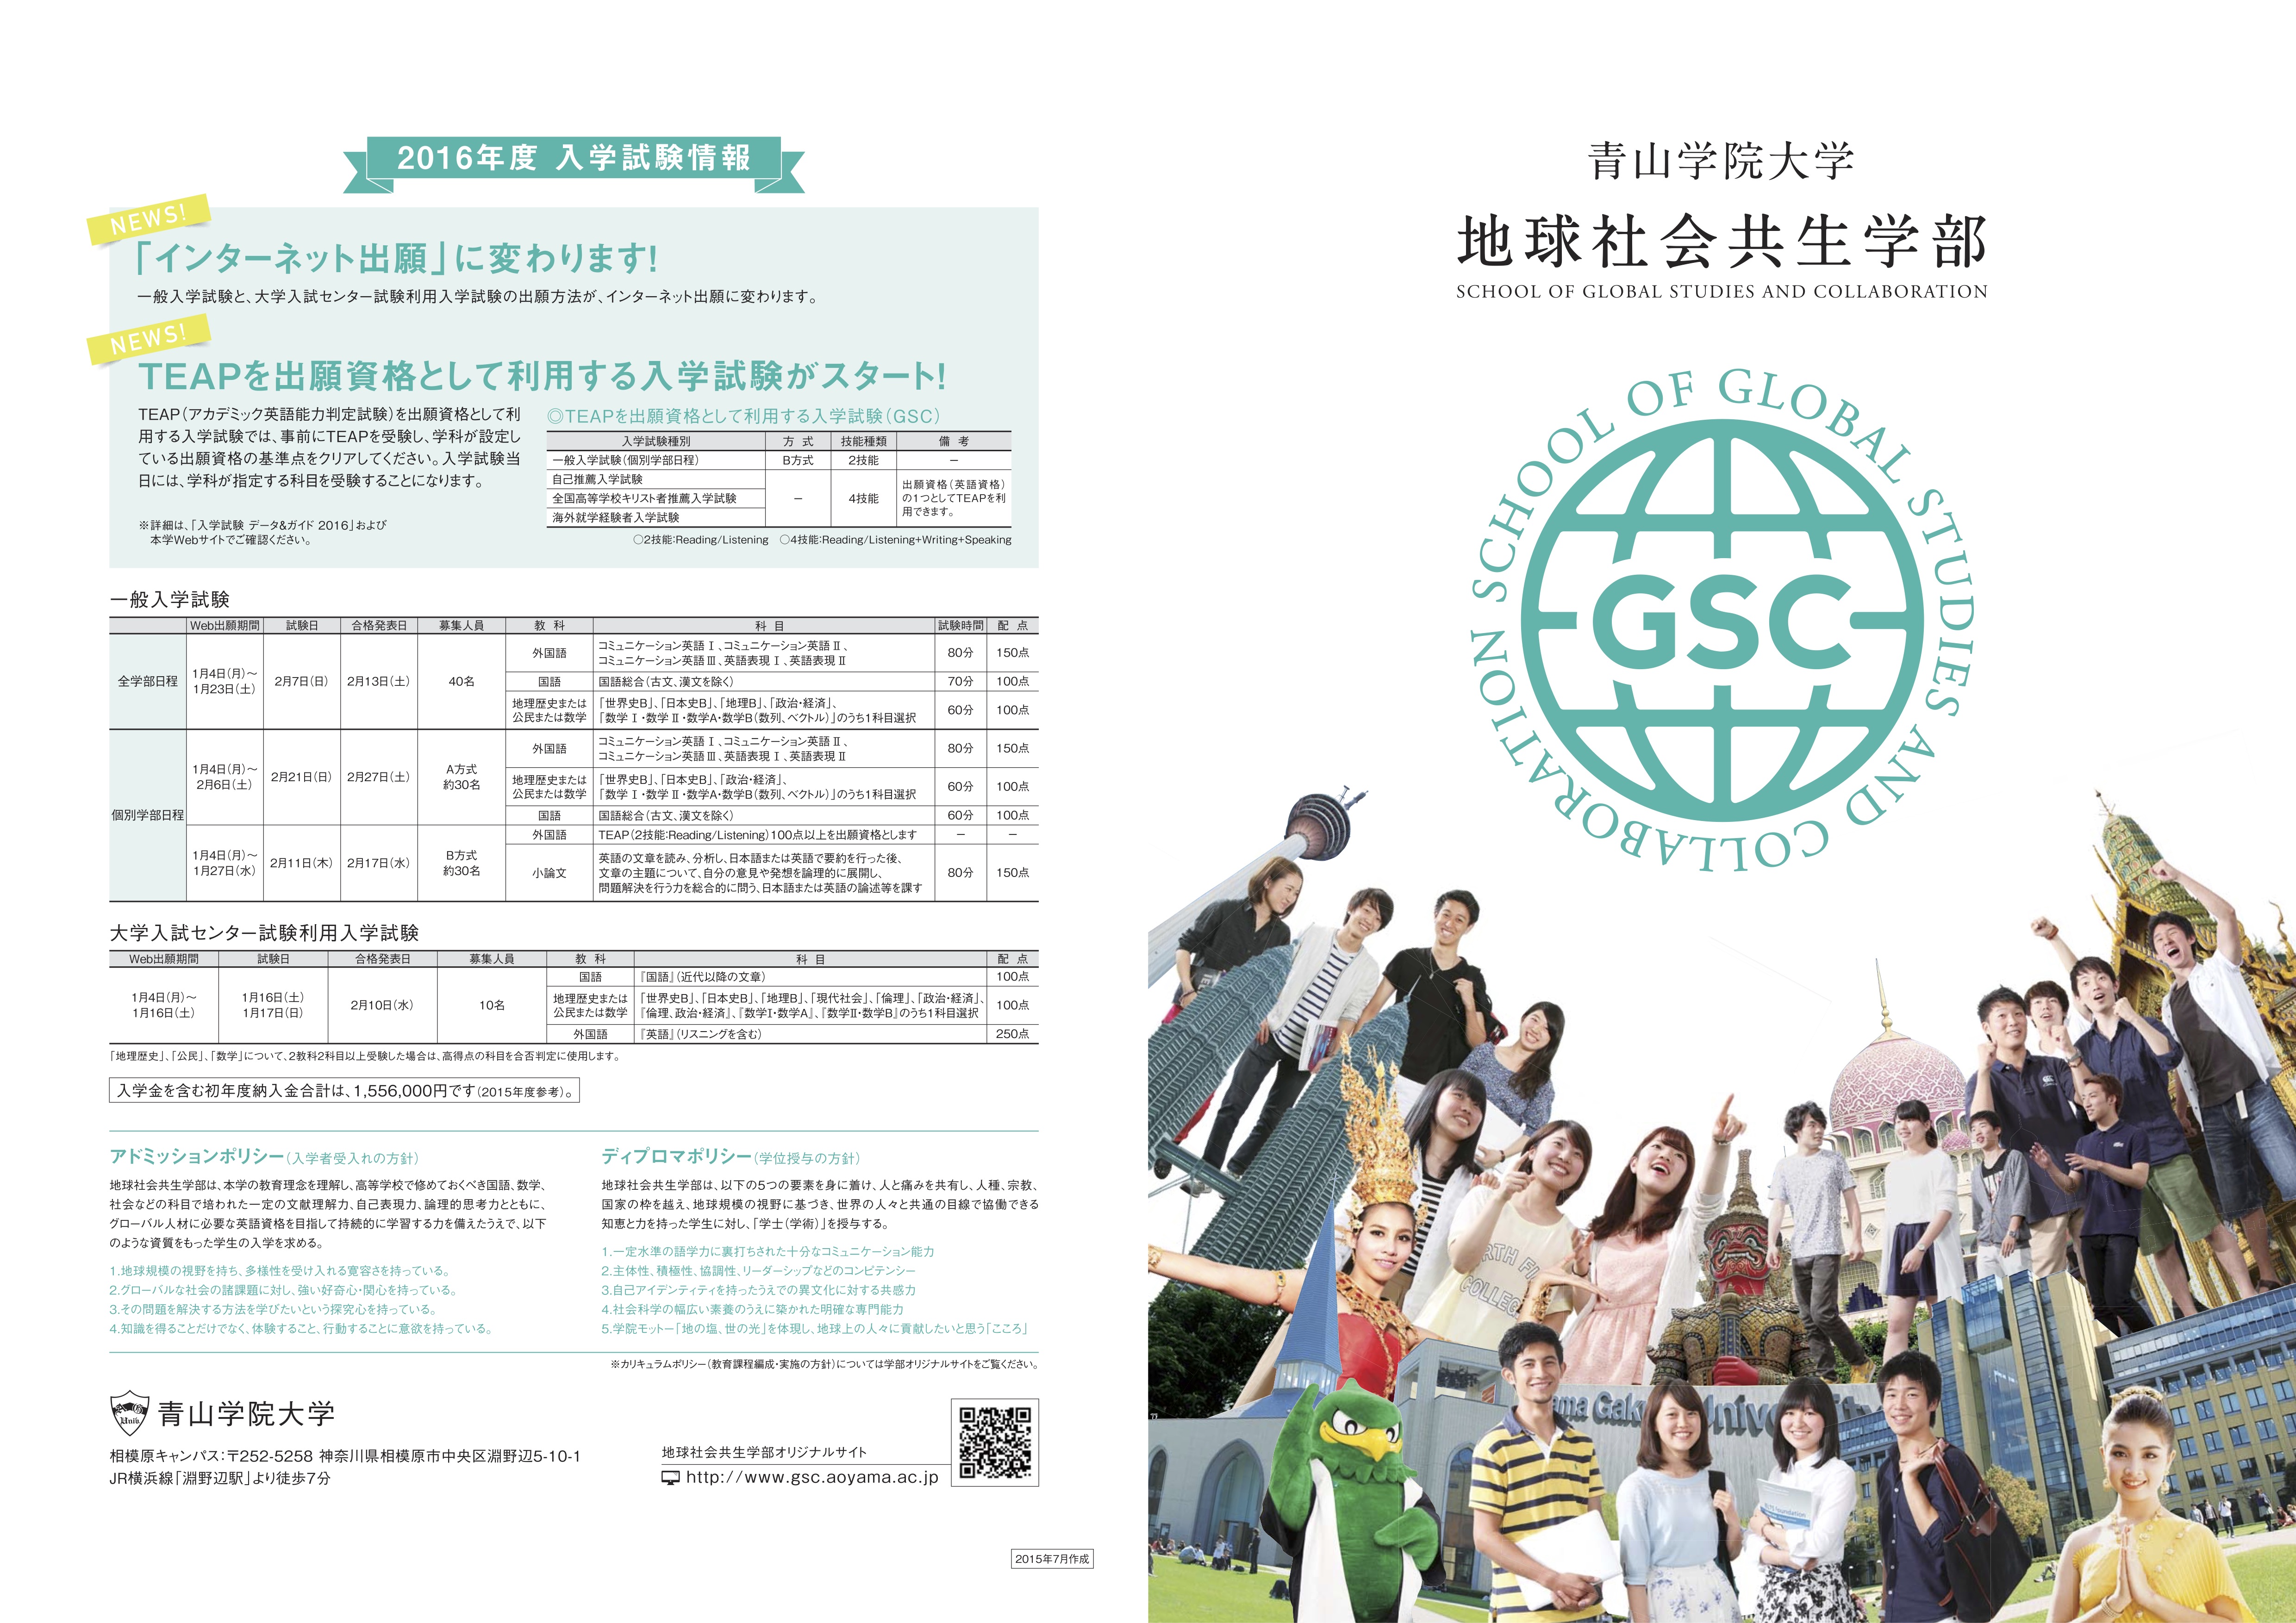 2016年度 入学試験情報
NEWS!
「インターネット出願」に変わります!
一般入学試験と、大学入試センター試験利用入学試験の出願方法が、インターネット出願に変わります。
NEWS!
TEAPを出願資格として利用する入学試験がスタート!
TEAP(アカデミック英語能力判定試験)を出願資格として利
用する入学試験では、事前にTEAPを受験し、学科が設定し
ている出願資格の基準点をクリアしてください。入学試験当
日には、学科が指定する科目を受験することになります。
※詳細は、「入学試験 データ&ガイド 2016」および
本学Webサイトでご確認ください。
◎TEAPを出願資格として利用する入学試験(GSC)
入学試験種別 方 式 技能種類 備 考
一般入学試験(個別学部日程) B方式 2技能 −
自己推薦入学試験
全国高等学校キリスト者推薦入学試験
海外就学経験者入学試験
− 4技能
出願資格(英語資格)
の1つとしてTEAPを利
用できます。
○2技能:Reading/Listening ○4技能:Reading/Listening+Writing+Speaking
一般入学試験
Web出願期間 試験日 合格発表日 募集人員 教 科 科 目 試験時間 配 点
全学部日程
1月4日(月)〜
1月23日(土)
2月7日(日) 2月13日(土) 40名
外国語
コミュニケーション英語Ⅰ、コミュニケーション英語Ⅱ、
コミュニケーション英語Ⅲ、英語表現Ⅰ、英語表現Ⅱ
80分 150点
国語 国語総合(古文、漢文を除く) 70分 100点
地理歴史または
公民または数学
「世界史B」、「日本史B」、「地理B」、「政治・経済」、
「数学Ⅰ・数学Ⅱ・数学A・数学B(数列、ベクトル)」のうち1科目選択
60分 100点
個別学部日程
1月4日(月)〜
2月6日(土)
2月21日(日) 2月27日(土)
A方式
約30名
外国語
コミュニケーション英語Ⅰ、コミュニケーション英語Ⅱ、
コミュニケーション英語Ⅲ、英語表現Ⅰ、英語表現Ⅱ
80分 150点
地理歴史または
公民または数学
「世界史B」、「日本史B」、「政治・経済」、
「数学Ⅰ・数学Ⅱ・数学A・数学B(数列、ベクトル)」のうち1科目選択
60分 100点
国語 国語総合(古文、漢文を除く) 60分 100点
1月4日(月)〜
1月27日(水)
2月11日(木) 2月17日(水)
B方式
約30名
外国語 TEAP(2技能:Reading/Listening)100点以上を出願資格とします − −
小論文
英語の文章を読み、分析し、日本語または英語で要約を行った後、
文章の主題について、自分の意見や発想を論理的に展開し、
問題解決を行う力を総合的に問う、日本語または英語の論述等を課す
80分 150点
大学入試センター試験利用入学試験
Web出願期間 試験日 合格発表日 募集人員 教 科 科 目 配 点
1月4日(月)〜
1月16日(土)
1月16日(土)
1月17日(日)
2月10日(水) 10名
国語 『国語』(近代以降の文章) 100点
地理歴史または
公民または数学
「世界史B」、「日本史B」、「地理B」、「現代社会」、「倫理」、「政治・経済」、
『倫理、政治・経済』、『数学Ⅰ・数学A』、『数学Ⅱ・数学B』のうち1科目選択
100点
外国語 『英語』(リスニングを含む) 250点
「地理歴史」、「公民」、「数学」について、2教科2科目以上受験した場合は、高得点の科目を合否判定に使用します。
入学金を含む初年度納入金合計は、1,556,000円です(2015年度参考)。
アドミッションポリシー(入学者受入れの方針)
地球社会共生学部は、本学の教育理念を理解し、高等学校で修めておくべき国語、数学、
社会などの科目で培われた一定の文献理解力、自己表現力、論理的思考力とともに、
グローバル人材に必要な英語資格を目指して持続的に学習する力を備えたうえで、以下
のような資質をもった学生の入学を求める。
1.地球規模の視野を持ち、多様性を受け入れる寛容さを持っている。
2.グローバルな社会の諸課題に対し、強い好奇心・関心を持っている。
3.その問題を解決する方法を学びたいという探究心を持っている。
4.知識を得ることだけでなく、体験すること、行動することに意欲を持っている。
ディプロマポリシー(学位授与の方針)
地球社会共生学部は、以下の5つの要素を身に着け、人と痛みを共有し、人種、宗教、
国家の枠を越え、地球規模の視野に基づき、世界の人々と共通の目線で協働できる
知恵と力を持った学生に対し、「学士(学術)」を授与する。
1.一定水準の語学力に裏打ちされた十分なコミュニケーション能力
2.主体性、積極性、協調性、リーダーシップなどのコンピテンシー
3.自己アイデンティティを持ったうえでの異文化に対する共感力
4.社会科学の幅広い素養のうえに築かれた明確な専門能力
5.学院モットー「地の塩、世の光」を体現し、地球上の人々に貢献したいと思う「こころ」
※カリキュラムポリシー(教育課程編成・実施の方針)については学部オリジナルサイトをご覧ください。
青山学院大学
相模原キャンパス:〒252-5258 神奈川県相模原市中央区淵野辺5-10-1
JR横浜線「淵野辺駅」より徒歩7分
地球社会共生学部オリジナルサイト
http://www.gsc.aoyama.ac.jp
2015年7月作成
青山学院大学
地球社会共生学部
SCHOOL OF GLOBAL STUDIES AND COLLABORATION
SCHOOL OF GLOBAL STUDIES AND COLLABORATION
GSC